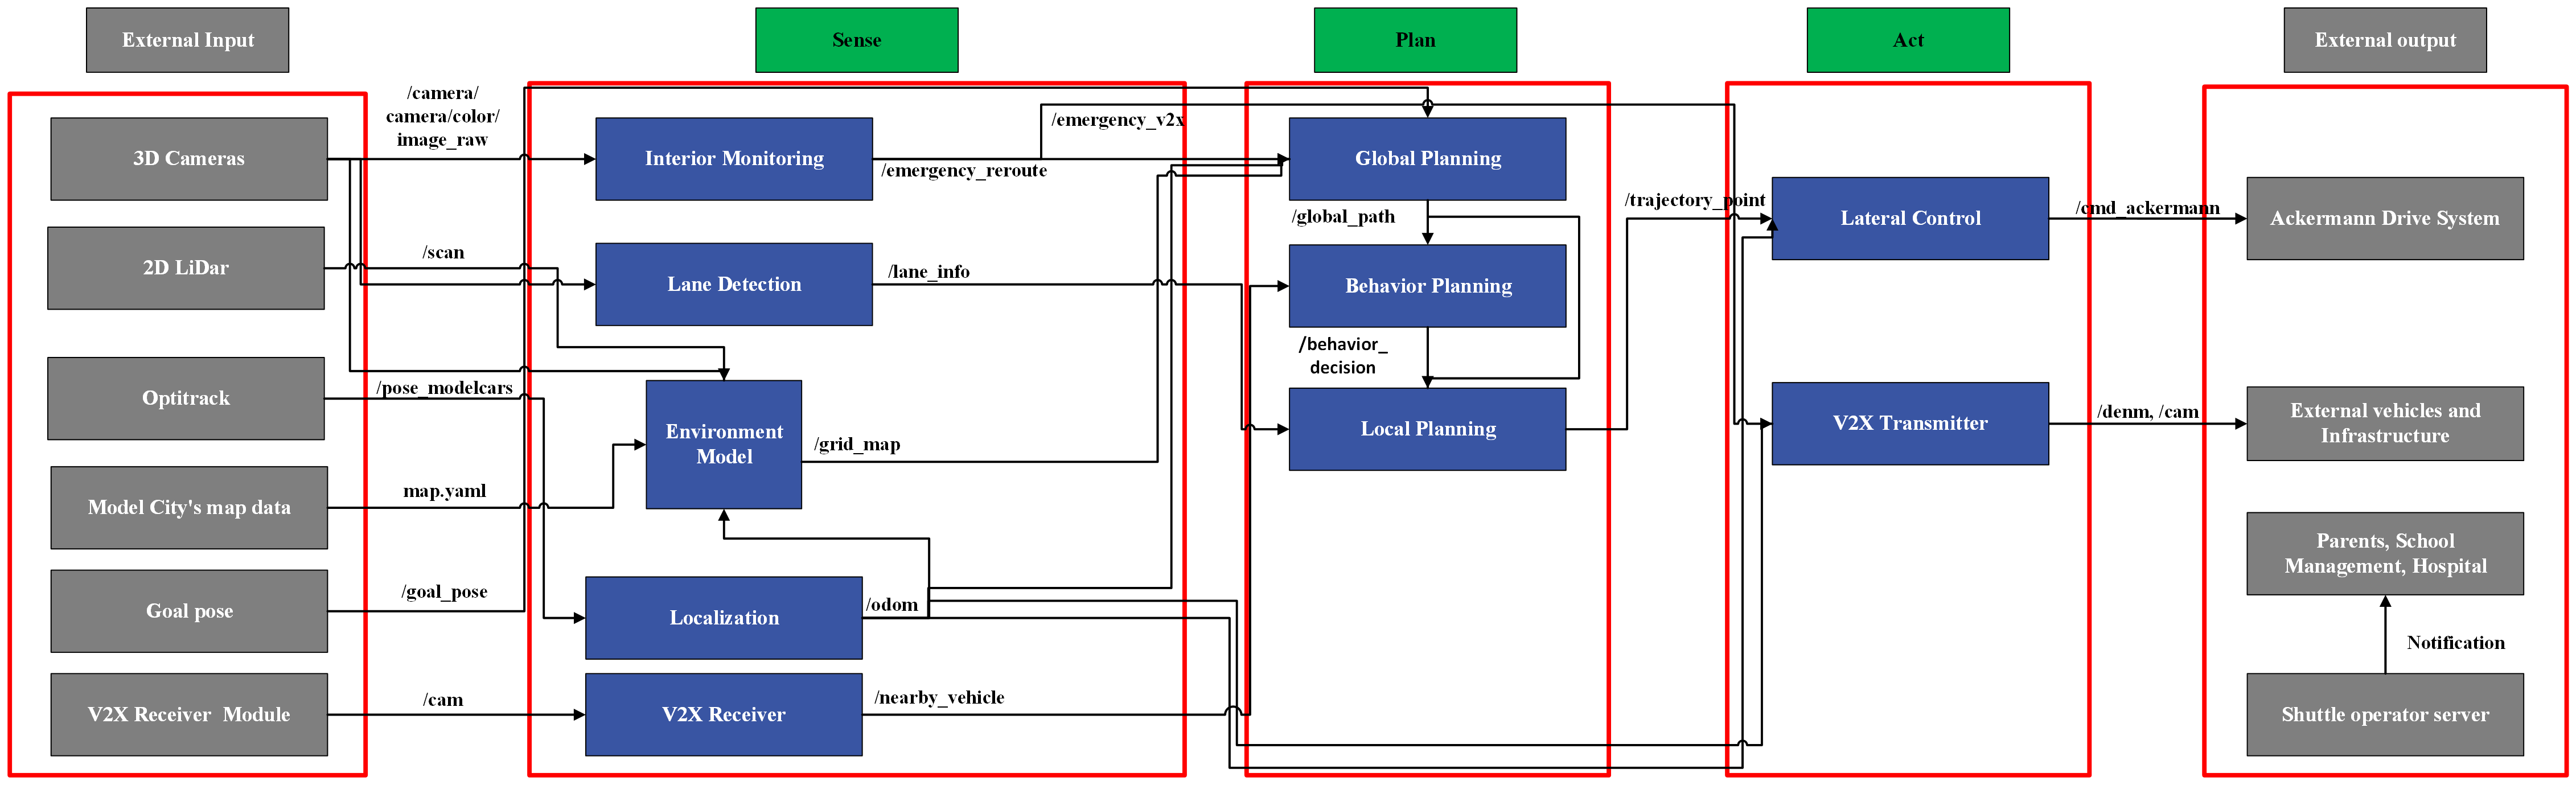 External Input
Sense
Plan
Act
External output
/camera/
camera/color/
image_raw
3D Cameras
2D LiDar
Optitrack
Model City's map data
Goal pose
V2X Receiver  Module
/scan
/pose_modelcars
map.yaml
/goal_pose
/cam
Interior Monitoring
Lane Detection
Environment
Model
Localization
V2X Receiver
/emergency_v2x
/emergency_reroute
/lane_info
/grid_map
/odom
/nearby_vehicle
Global Planning
/global_path
Behavior Planning
/behavior_
decision
Local Planning
/trajectory_point
Lateral Control
V2X Transmitter
/cmd_ackermann
/denm, /cam
Ackermann Drive System
External vehicles and
Infrastructure
Parents, School
Management, Hospital
Notification
Shuttle operator server